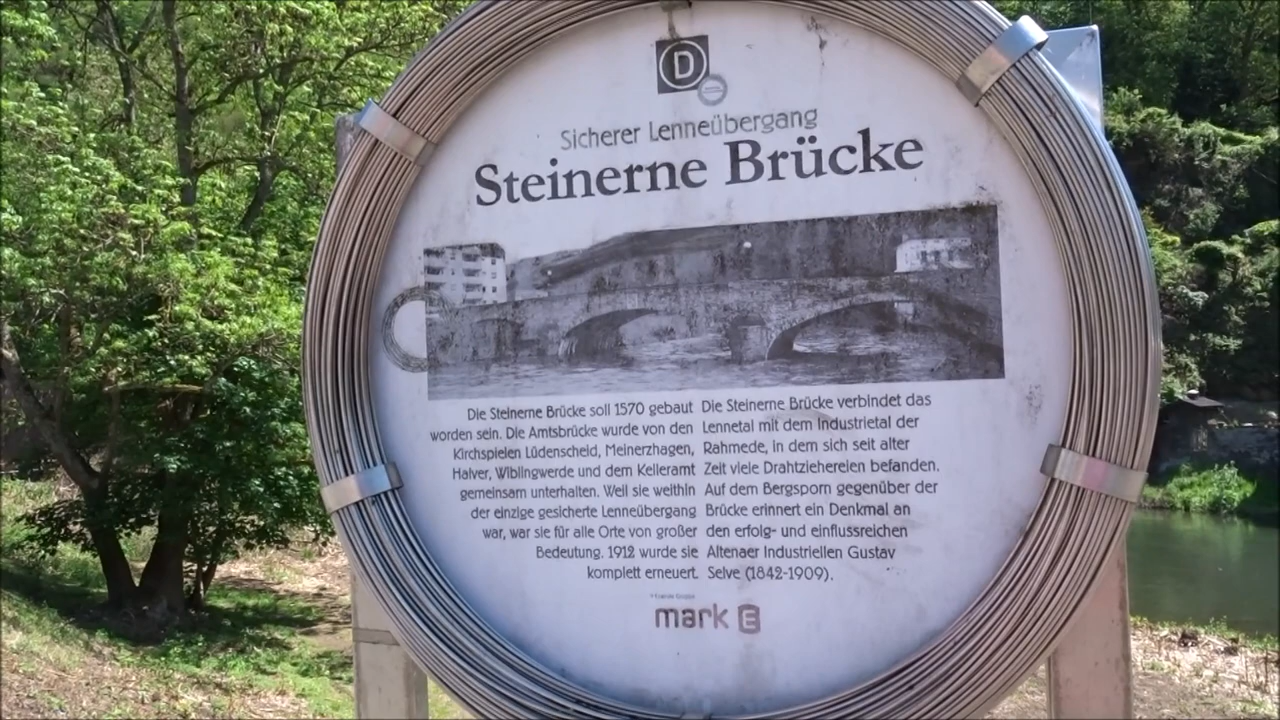 D
Sicherer Lenneübergang
Steinerne Brücke
Die Steinerne Brücke soll 1570 gebaut
worden sein. Die Amtsbrücke wurde von den
Kirchspielen Lüdenscheid, Meinerzhagen,
Halver, Wiblingwerde und dem Kelleramt
gemeinsam unterhalten. Weil sie weithin
der einzige gesicherte Lenneübergang
war, war sie für alle Orte von großer
Bedeutung. 1912 wurde sie
komplett erneuert.
Die Steinerne Brücke verbindet das
Lennetal mit dem Industrietal der
Rahmede, in dem sich seit alter
Zeit viele Drahtziehereien befanden.
Auf dem Bergsporn gegenüber der
Brücke erinnert ein Denkmal an
den erfolg- und einflussreichen
Altenaer Industriellen Gustav
Selve (1842-1909).
mark E